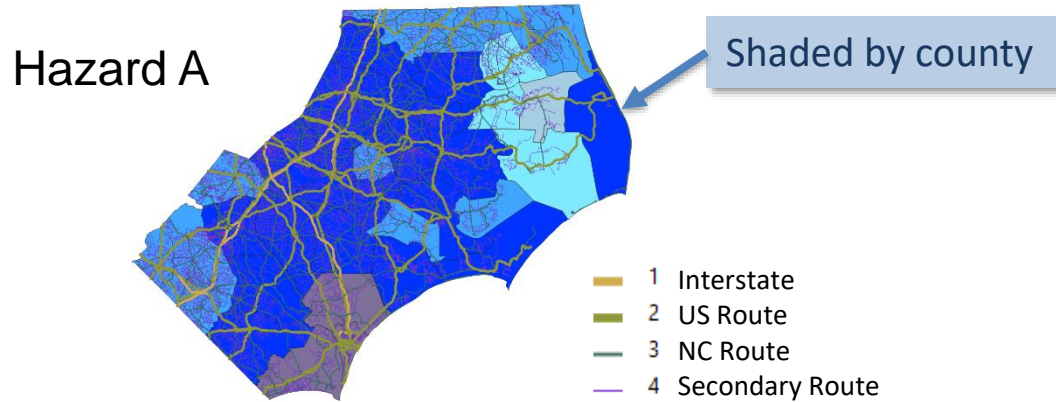 Hazard A
Shaded by county
1 Interstate
2 US Route
3 NC Route
4 Secondary Route